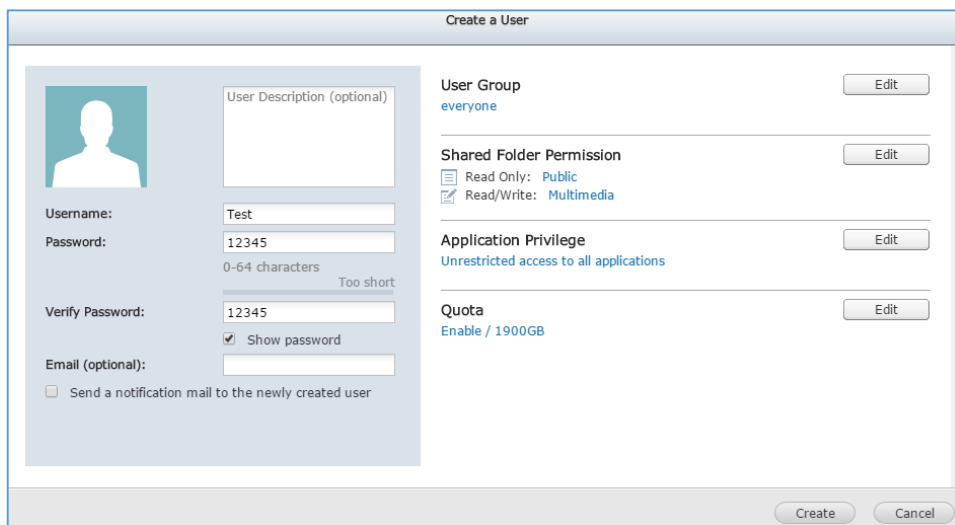 Create a User
User Description (optional)
Username:
Test
Password:
12345
0-64 characters
Too short
Verify Password:
12345
Show password
Email (optional):
Send a notification mail to the newly created user
User Group
Edit
everyone
Shared Folder Permission
Edit
Read Only: Public
Read/Write: Multimedia
Application Privilege
Edit
Unrestricted access to all applications
Quota
Edit
Enable / 1900GB
Create
Cancel